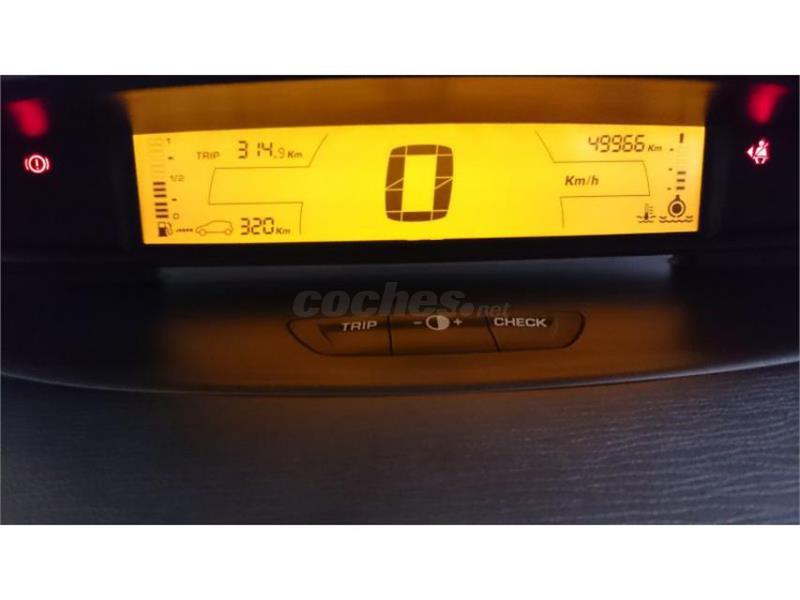 1
TRIP 314.9 Km
49966 Km
1/2
0
Km/h
0
320 Km
coches.net
TRIP
- +
CHECK